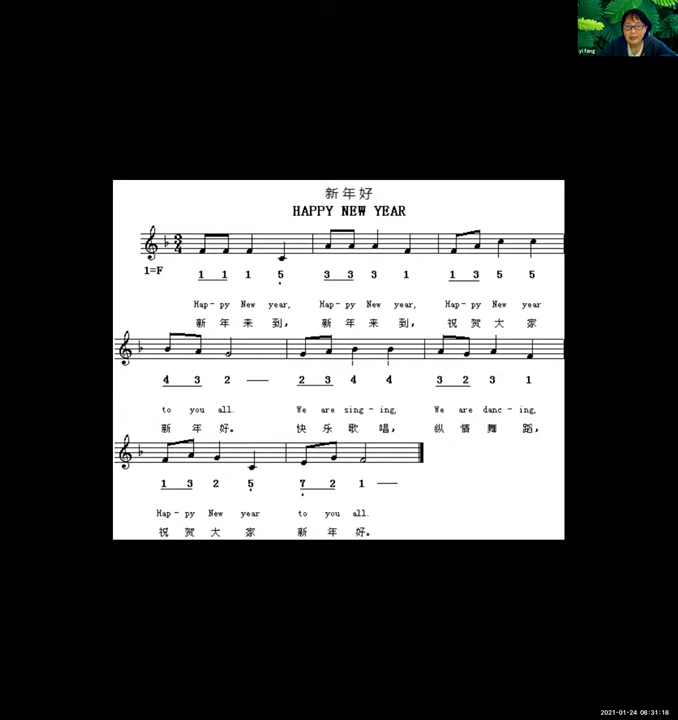 yi fang
新年好
HAPPY NEW YEAR
3/4
1=F
1 1 1 5 3 3 3 1 1 3 5 5
Hap- py New year, Hap- py New year, Hap- py New year
新 年 来 到, 新 年 来 到, 祝 贺 大 家
4 3 2 — 2 3 4 4 3 2 3 1
to you all. We are sing - ing, We are danc - ing,
新 年 好。 快 乐 歌 唱, 纵 情 舞 蹈,
1 3 2 5 7 2 1 —
Hap - py New year to you all.
祝 贺 大 家 新 年 好。
2021-01-24 08:31:18